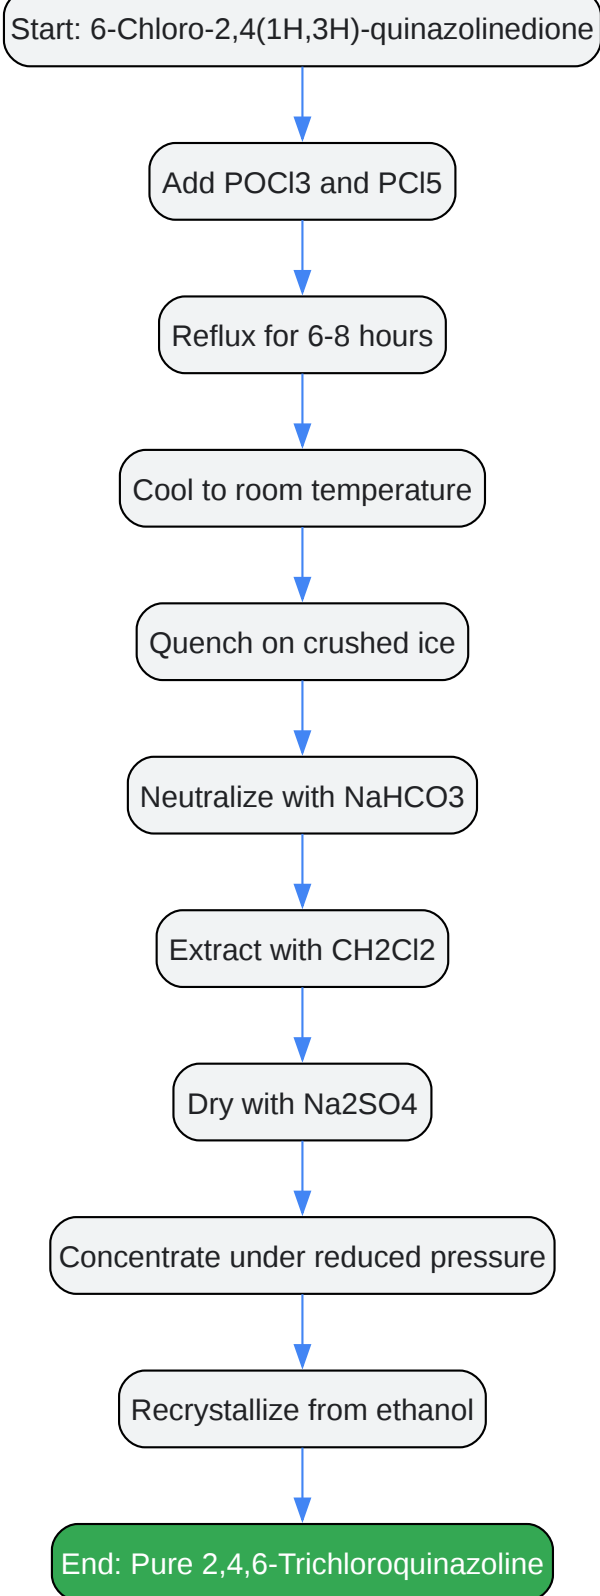 Start: 6-Chloro-2,4(1H,3H)-quinazolinedione
Add POCl3 and PCl5
Reflux for 6-8 hours
Cool to room temperature
Quench on crushed ice
Neutralize with NaHCO3
Extract with CH2Cl2
Dry with Na2SO4
Concentrate under reduced pressure
Recrystallize from ethanol
End: Pure 2,4,6-Trichloroquinazoline